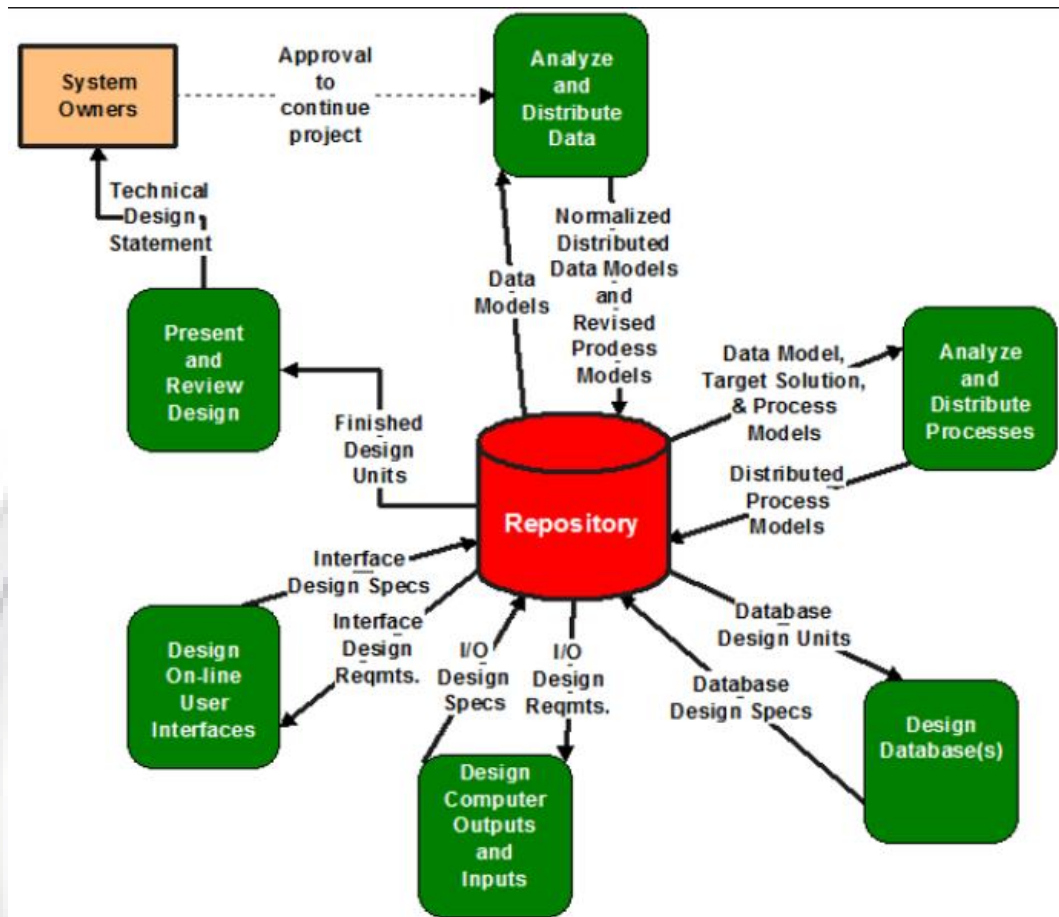 System
Owners
Approval
to
continue
project
Analyze
and
Distribute
Data
Technical
Design
Statement
Data
Models
Normalized
Distributed
Data Models
and
Revised
Prodess
Models
Present
and
Review
Design
Finished
Design
Units
Data Model,
Target Solution,
& Process
Models
Analyze
and
Distribute
Processes
Distributed
Process
Models
Repository
Interface
Design Specs
Interface
Design
Reqmts.
Design
On-line
User
Interfaces
I/O
Design
Specs
I/O
Design
Reqmts.
Design
Computer
Outputs
and
Inputs
Database
Design Units
Database
Design Specs
Design
Database(s)